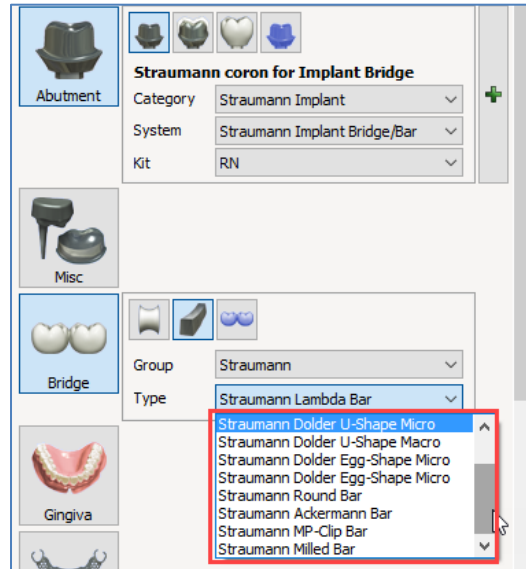 Abutment
Straumann coron for Implant Bridge
Category Straumann Implant
System Straumann Implant Bridge/Bar
Kit RN
Misc
Bridge
Group Straumann
Type Straumann Lambda Bar
Straumann Dolder U-Shape Micro
Straumann Dolder U-Shape Macro
Straumann Dolder Egg-Shape Micro
Straumann Dolder Egg-Shape Micro
Straumann Round Bar
Straumann Ackermann Bar
Straumann MP-Clip Bar
Straumann Milled Bar
Gingiva